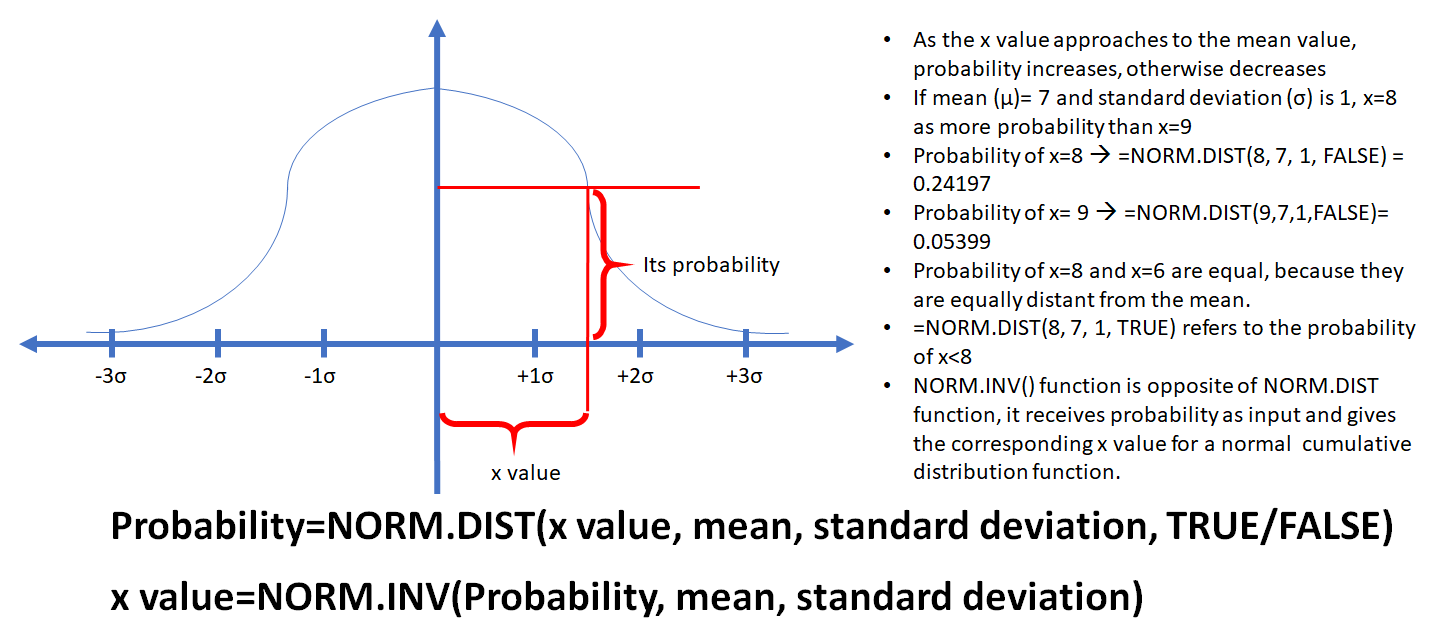 • As the x value approaches to the mean value,
probability increases, otherwise decreases
• If mean (μ)= 7 and standard deviation (σ) is 1, x=8
as more probability than x=9
• Probability of x=8 → =NORM.DIST(8, 7, 1, FALSE) =
0.24197
• Probability of x= 9 → =NORM.DIST(9,7,1,FALSE)=
0.05399
• Probability of x=8 and x=6 are equal, because they
are equally distant from the mean.
• =NORM.DIST(8, 7, 1, TRUE) refers to the probability
of x<8
• NORM.INV() function is opposite of NORM.DIST
function, it receives probability as input and gives
the corresponding x value for a normal cumulative
distribution function.
Its probability
-3σ -2σ -1σ +1σ +2σ +3σ
x value
Probability=NORM.DIST(x value, mean, standard deviation, TRUE/FALSE)
x value=NORM.INV(Probability, mean, standard deviation)